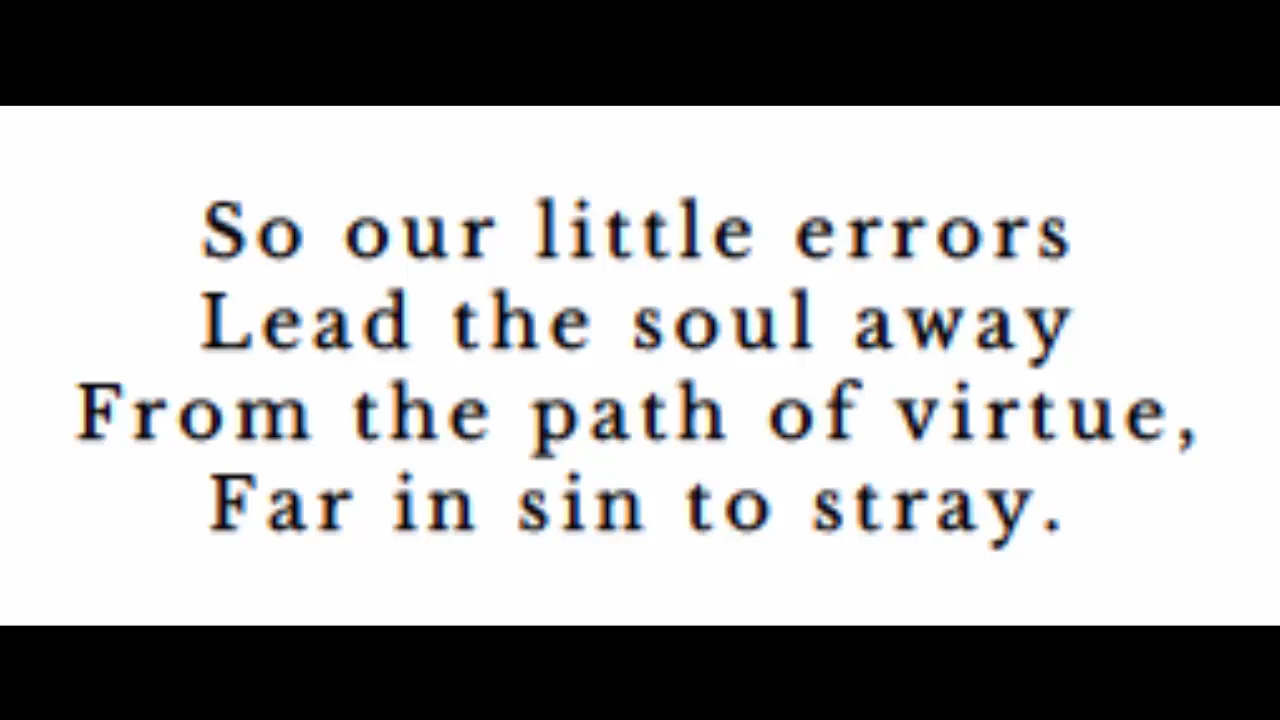 So our little errors
Lead the soul away
From the path of virtue,
Far in sin to stray.